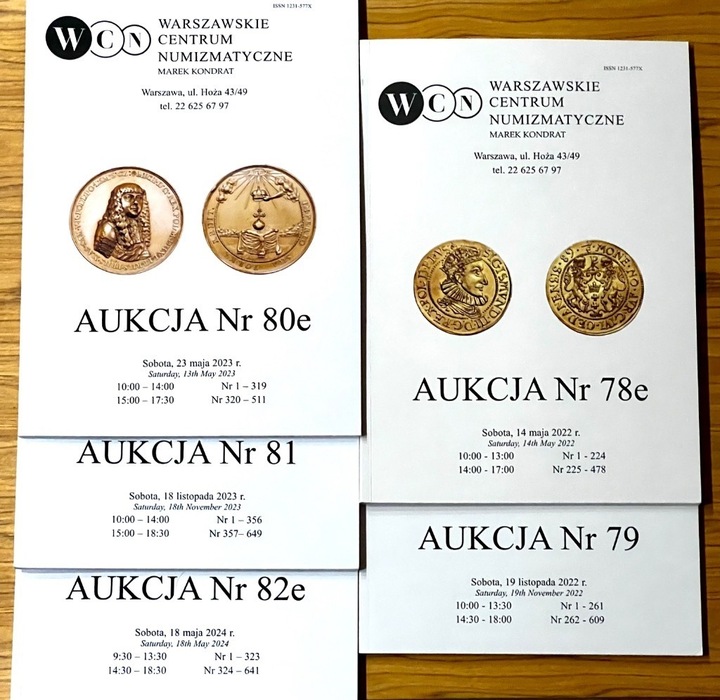 ISSN 1231-577X
WCN
WARSZAWSKIE
CENTRUM
NUMIZMATYCZNE
MAREK KONDRAT
Warszawa, ul. Hoża 43/49
tel. 22 625 67 97
AUKCJA Nr 80e
Sobota, 23 maja 2023 r.
Saturday, 13th May 2023
10:00 – 14:00 Nr 1 – 319
15:00 – 17:30 Nr 320 – 511
AUKCJA Nr 81
Sobota, 18 listopada 2023 r.
Saturday, 18th November 2023
10:00 – 14:00 Nr 1 – 356
15:00 – 18:30 Nr 357– 649
AUKCJA Nr 82e
Sobota, 18 maja 2024 r.
Saturday, 18th May 2024
9:30 – 13:30 Nr 1 – 323
14:30 – 18:30 Nr 324 – 641
ISSN 1231-577X
WCN
WARSZAWSKIE
CENTRUM
NUMIZMATYCZNE
MAREK KONDRAT
Warszawa, ul. Hoża 43/49
tel. 22 625 67 97
AUKCJA Nr 78e
Sobota, 14 maja 2022 r.
Saturday, 14th May 2022
10:00 - 13:00 Nr 1 - 224
14:00 - 17:00 Nr 225 - 478
AUKCJA Nr 79
Sobota, 19 listopada 2022 r.
Saturday, 19th November 2022
10:00 - 13:30 Nr 1 - 261
14:30 - 18:00 Nr 262 - 609